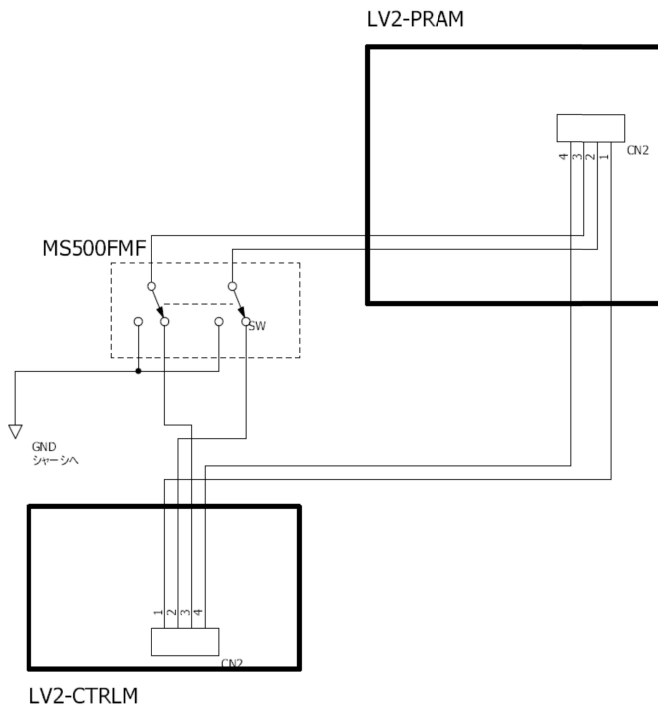 LV2-PRAM
4 3 2 1
CN2
MS500FMF
SW
GND
シャーシへ
1 2 3 4
CN2
LV2-CTRLM